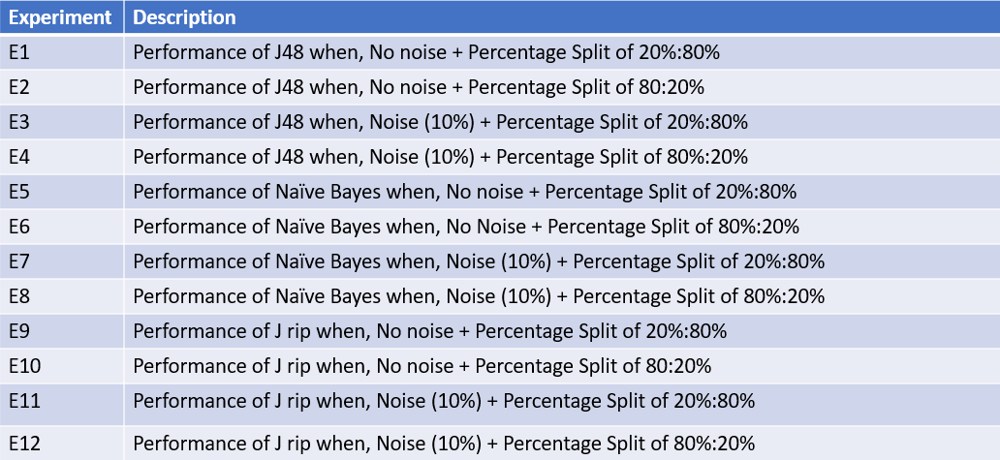 Experiment Description
E1 Performance of J48 when, No noise + Percentage Split of 20%:80%
E2 Performance of J48 when, No noise + Percentage Split of 80:20%
E3 Performance of J48 when, Noise (10%) + Percentage Split of 20%:80%
E4 Performance of J48 when, Noise (10%) + Percentage Split of 80%:20%
E5 Performance of Naïve Bayes when, No noise + Percentage Split of 20%:80%
E6 Performance of Naïve Bayes when, No Noise + Percentage Split of 80%:20%
E7 Performance of Naïve Bayes when, Noise (10%) + Percentage Split of 20%:80%
E8 Performance of Naïve Bayes when, Noise (10%) + Percentage Split of 80%:20%
E9 Performance of J rip when, No noise + Percentage Split of 20%:80%
E10 Performance of J rip when, No noise + Percentage Split of 80:20%
E11 Performance of J rip when, Noise (10%) + Percentage Split of 20%:80%
E12 Performance of J rip when, Noise (10%) + Percentage Split of 80%:20%